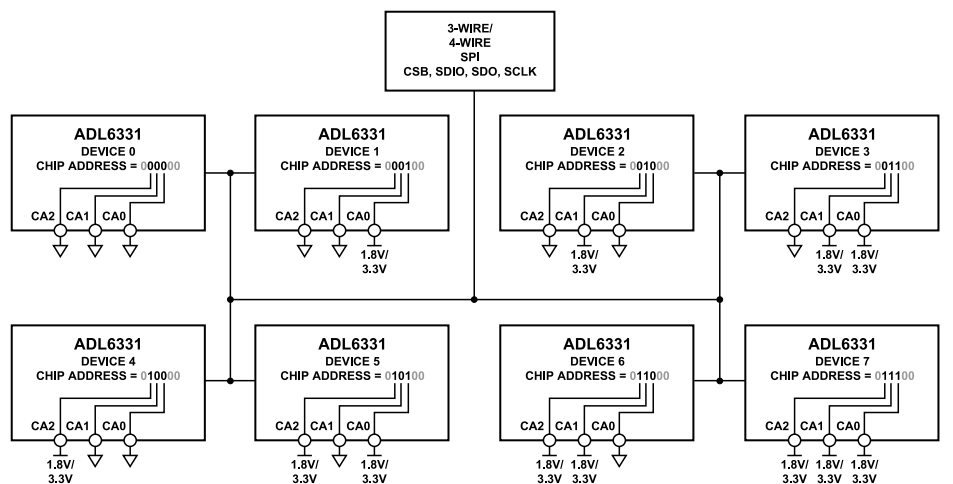 3-WIRE/
4-WIRE
SPI
CSB, SDIO, SDO, SCLK
ADL6331
DEVICE 0
CHIP ADDRESS = 000000
CA2 CA1 CA0
ADL6331
DEVICE 1
CHIP ADDRESS = 000100
CA2 CA1 CA0
1.8V/
3.3V
ADL6331
DEVICE 2
CHIP ADDRESS = 001000
CA2 CA1 CA0
1.8V/
3.3V
ADL6331
DEVICE 3
CHIP ADDRESS = 001100
CA2 CA1 CA0
1.8V/ 1.8V/
3.3V 3.3V
ADL6331
DEVICE 4
CHIP ADDRESS = 010000
CA2 CA1 CA0
1.8V/
3.3V
ADL6331
DEVICE 5
CHIP ADDRESS = 010100
CA2 CA1 CA0
1.8V/ 1.8V/
3.3V 3.3V
ADL6331
DEVICE 6
CHIP ADDRESS = 011000
CA2 CA1 CA0
1.8V/ 1.8V/
3.3V 3.3V
ADL6331
DEVICE 7
CHIP ADDRESS = 011100
CA2 CA1 CA0
1.8V/ 1.8V/ 1.8V/
3.3V 3.3V 3.3V